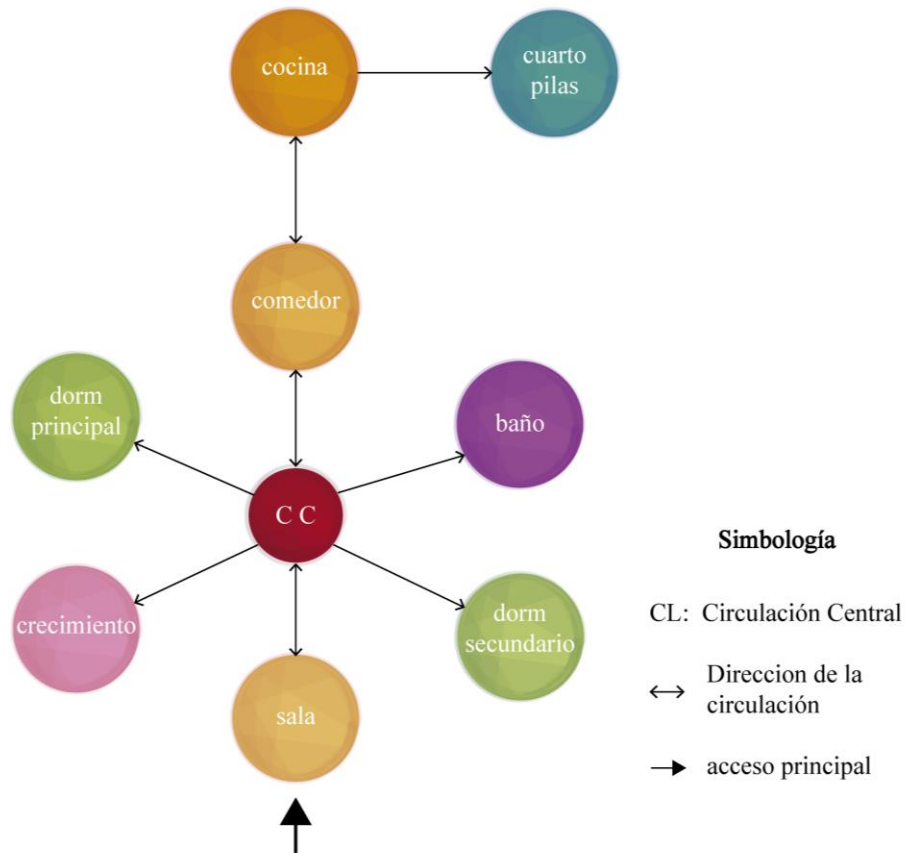 cocina
cuarto
pilas
comedor
dorm
principal
baño
C C
crecimiento
dorm
secundario
sala
Simbología
CL: Circulación Central
Direccion de la
circulación
acceso principal